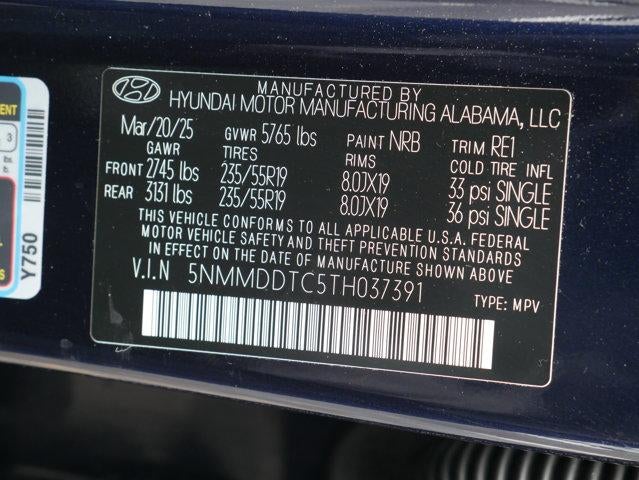 MANUFACTURED BY
HYUNDAI MOTOR MANUFACTURING ALABAMA, LLC
Mar/20/25 GVWR 5765 lbs PAINT NRB TRIM RE1
GAWR TIRES RIMS COLD TIRE INFL
FRONT 2745 lbs 235/55R19 8.0JX19 33 psi SINGLE
REAR 3131 lbs 235/55R19 8.0JX19 36 psi SINGLE
THIS VEHICLE CONFORMS TO ALL APPLICABLE U.S.A. FEDERAL
MOTOR VEHICLE SAFETY AND THEFT PREVENTION STANDARDS
IN EFFECT ON THE DATE OF MANUFACTURE SHOWN ABOVE
V.I.N 5NMMDDTC5TH037391
TYPE: MPV
3
lbs.
Y750